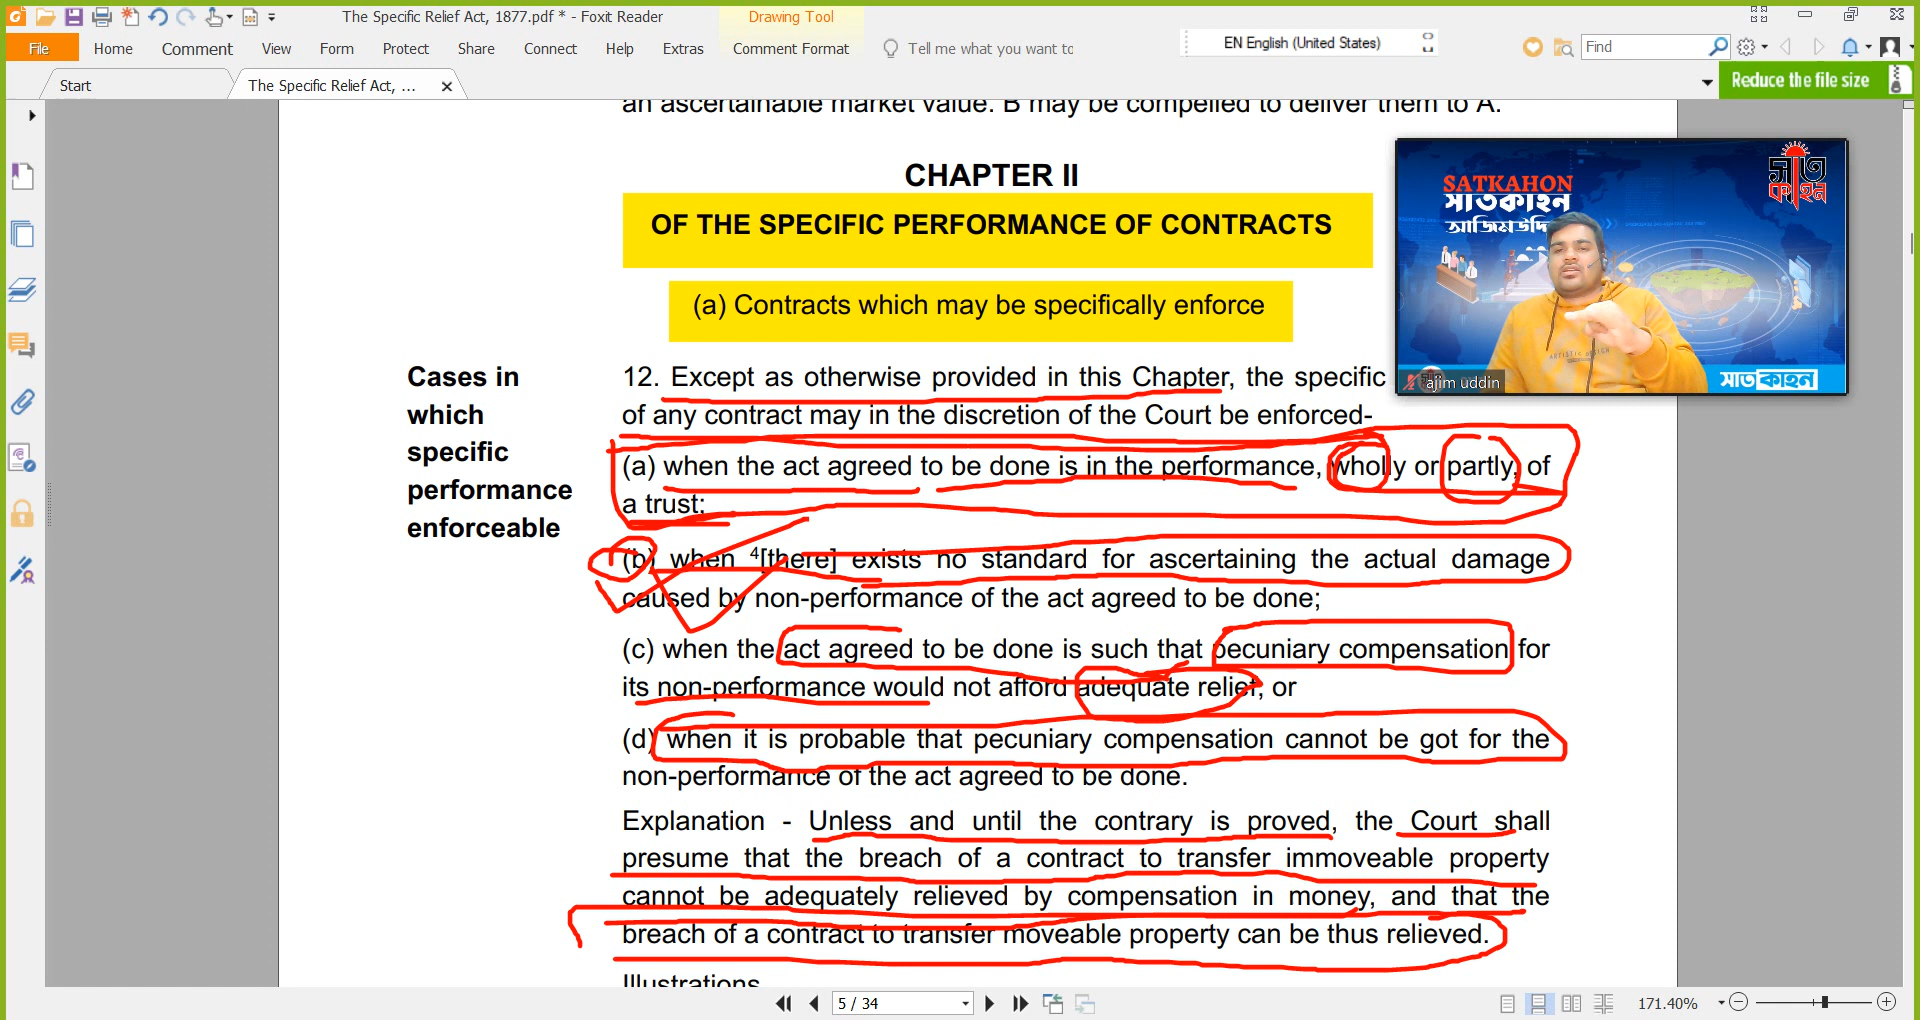 The Specific Relief Act, 1877.pdf * - Foxit Reader
Drawing Tool
File
Home
Comment
View
Form
Protect
Share
Connect
Help
Extras
Comment Format
Tell me what you want to
EN English (United States)
Find
Start
The Specific Relief Act, ...
Reduce the file size
an ascertainable market value. B may be compelled to deliver them to A.
CHAPTER II
OF THE SPECIFIC PERFORMANCE OF CONTRACTS
(a) Contracts which may be specifically enforce
Cases in
which
specific
performance
enforceable
12. Except as otherwise provided in this Chapter, the specific
of any contract may in the discretion of the Court be enforced-
(a) when the act agreed to be done is in the performance, wholly or partly, of
a trust;
(b) when 4[there] exists no standard for ascertaining the actual damage
caused by non-performance of the act agreed to be done;
(c) when the act agreed to be done is such that pecuniary compensation for
its non-performance would not afford adequate relief; or
(d) when it is probable that pecuniary compensation cannot be got for the
non-performance of the act agreed to be done.
Explanation - Unless and until the contrary is proved, the Court shall
presume that the breach of a contract to transfer immoveable property
cannot be adequately relieved by compensation in money, and that the
breach of a contract to transfer moveable property can be thus relieved.
Illustrations
SATKAHON
সাতকাহন
সাত
কাহন
ajim uddin
সাতকাহন
5 / 34
171.40%